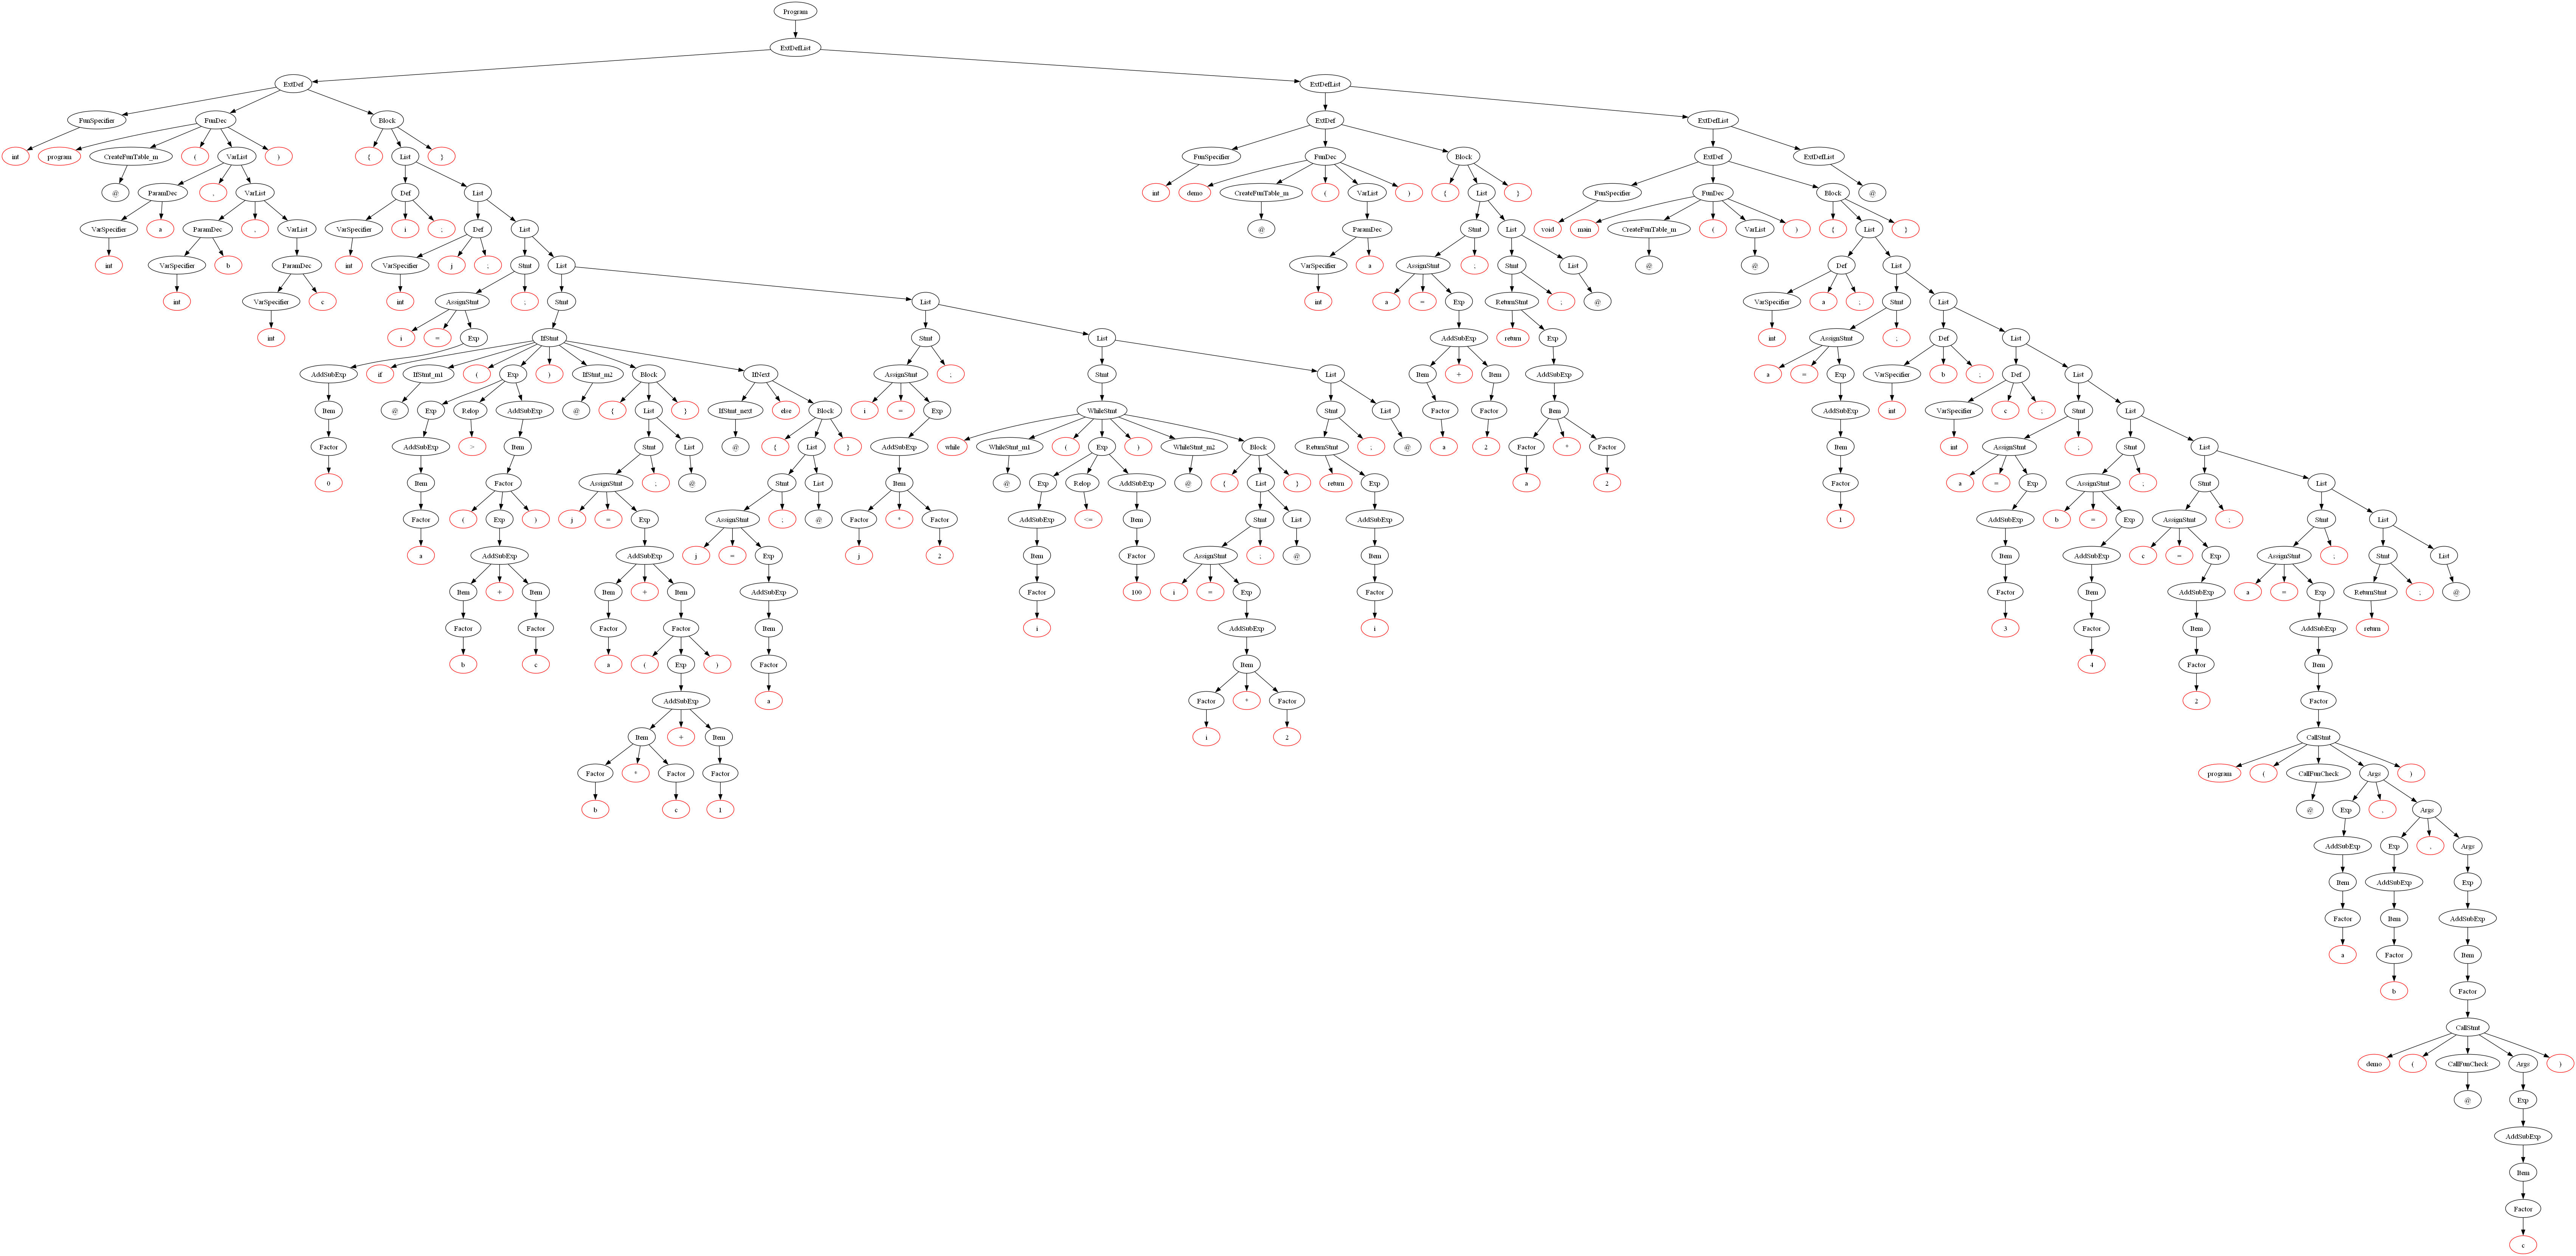 Program
ExtDefList
ExtDef ExtDefList
FunSpecifier FunDec Block ExtDef ExtDefList
int program CreateFunTable_m ( VarList ) { List } FunSpecifier FunDec Block ExtDef ExtDefList
@ ParamDec , VarList Def List int demo CreateFunTable_m ( VarList ) { List } FunSpecifier FunDec Block @
VarSpecifier a ParamDec , VarList VarSpecifier i ; Def List @ ParamDec Stmt List void main CreateFunTable_m ( VarList ) { List }
int VarSpecifier b ParamDec int VarSpecifier j ; Stmt List VarSpecifier a AssignStmt ; Stmt List @ @ Def List
int VarSpecifier c int AssignStmt ; Stmt List int a = Exp ReturnStmt ; @ VarSpecifier a ; Stmt List
int i = Exp IfStmt Stmt List AddSubExp return Exp int AssignStmt ; Def List
AddSubExp if IfStmt_m1 ( Exp ) IfStmt_m2 Block IfNext AssignStmt ; Stmt List Item + Item AddSubExp a = Exp VarSpecifier b ; Def List
Item @ Exp Relop AddSubExp @ { List } IfStmt_next else Block i = Exp WhileStmt Stmt List Factor Factor Item AddSubExp int VarSpecifier c ; Stmt List
Factor AddSubExp > Item Stmt List @ { List } AddSubExp while WhileStmt_m1 ( Exp ) WhileStmt_m2 Block ReturnStmt ; @ a 2 Factor * Factor Item int AssignStmt ; Stmt List
0 Item Factor AssignStmt ; @ Stmt List Item @ Exp Relop AddSubExp @ { List } return Exp a 2 Factor a = Exp AssignStmt ; Stmt List
Factor ( Exp ) j = Exp AssignStmt ; @ Factor * Factor AddSubExp <= Item Stmt List AddSubExp 1 AddSubExp b = Exp AssignStmt ; Stmt List
a AddSubExp AddSubExp j = Exp j 2 Item Factor AssignStmt ; @ Item Item AddSubExp c = Exp AssignStmt ; Stmt List
Item + Item Item + Item AddSubExp Factor 100 i = Exp Factor Factor Item AddSubExp a = Exp ReturnStmt ; @
Factor Factor Factor Factor Item i AddSubExp i 3 Factor Item AddSubExp return
b c a ( Exp ) Factor Item 4 Factor Item
AddSubExp a Factor * Factor 2 Factor
Item + Item i 2 CallStmt
Factor * Factor Factor program ( CallFunCheck Args )
b c 1 @ Exp , Args
AddSubExp Exp , Args
Item AddSubExp Exp
Factor Item AddSubExp
a Factor Item
b Factor
CallStmt
demo ( CallFunCheck Args )
@ Exp
AddSubExp
Item
Factor
c